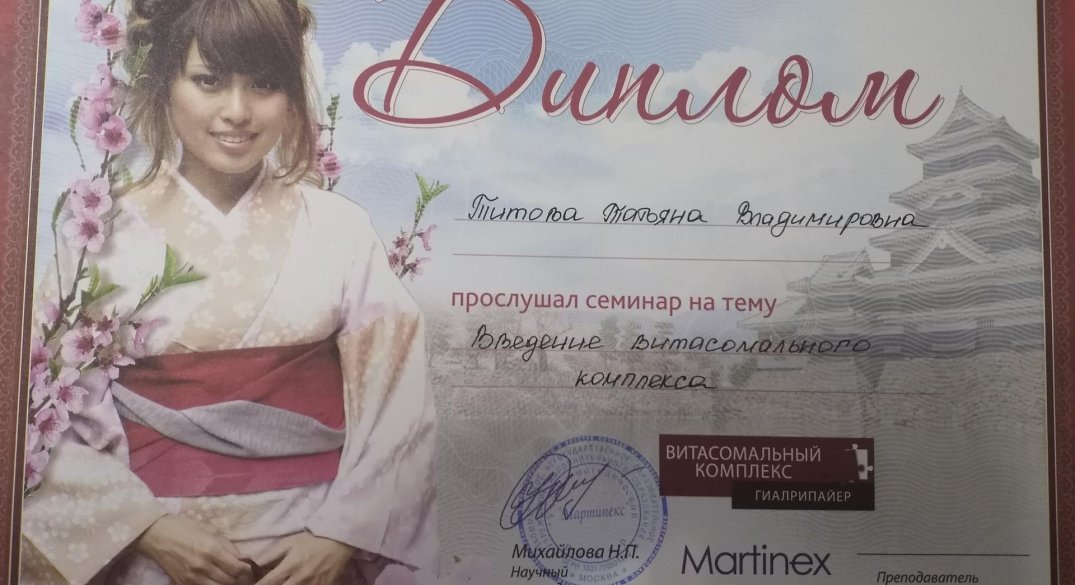 Диплом
Титова Татьяна Владимировна
прослушал семинар на тему
Введение витасомального
комплекса
ВИТАСОМАЛЬНЫЙ
КОМПЛЕКС
ГИАЛРИПАЙЕР
Мартинекс
Михайлова Н.П.
Martinex
Научный
МОСКВА
Преподаватель